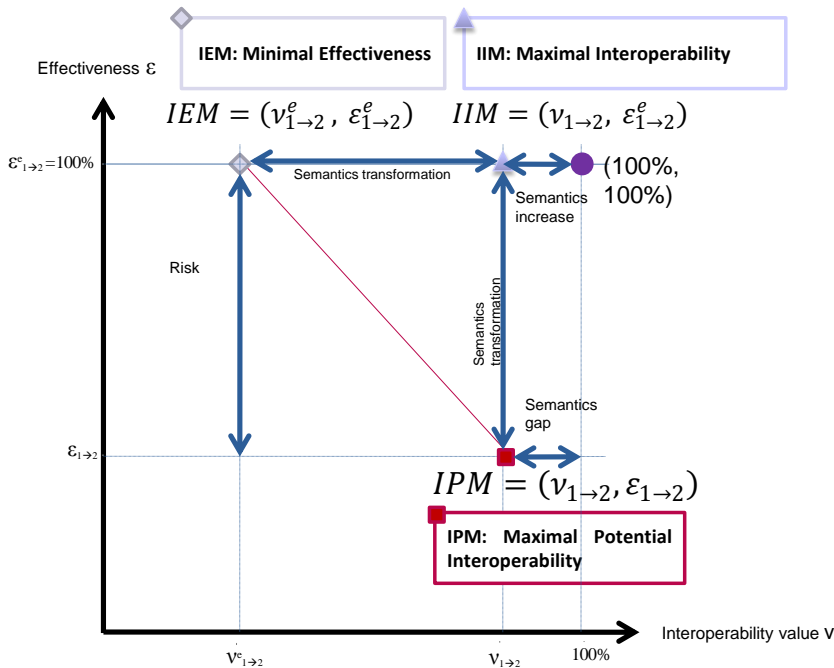 IEM: Minimal Effectiveness
IIM: Maximal Interoperability
Effectiveness ε
IEM = (ν^e_{1→2}, ε^e_{1→2})
IIM = (ν_{1→2}, ε^e_{1→2})
ε^e_{1→2}=100%
Semantics transformation
(100%,
100%)
Semantics
increase
Risk
Semantics
transformation
Semantics
gap
ε_{1→2}
IPM = (ν_{1→2}, ε_{1→2})
IPM: Maximal Potential
Interoperability
Interoperability value ν
ν^e_{1→2}
ν_{1→2}
100%